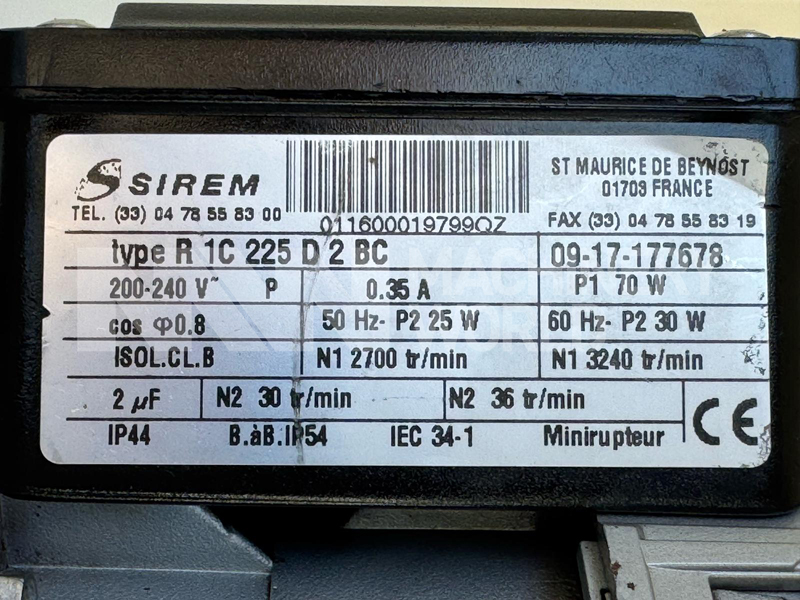 SIREM
TEL. (33) 04 78 55 83 00
011600019799QZ
ST MAURICE DE BEYNOST
01703 FRANCE
FAX (33) 04 78 55 83 19
type R 1C 225 D 2 BC 09-17-177678
200-240 V~ P 0.35 A P1 70 W
cos φ0.8 50 Hz- P2 25 W 60 Hz- P2 30 W
ISOL.CL.B N1 2700 tr/min N1 3240 tr/min
2 µF N2 30 tr/min N2 36 tr/min
IP44 B.àB.IP54 IEC 34-1 Minirupteur CE
MACHINERY
WORLD